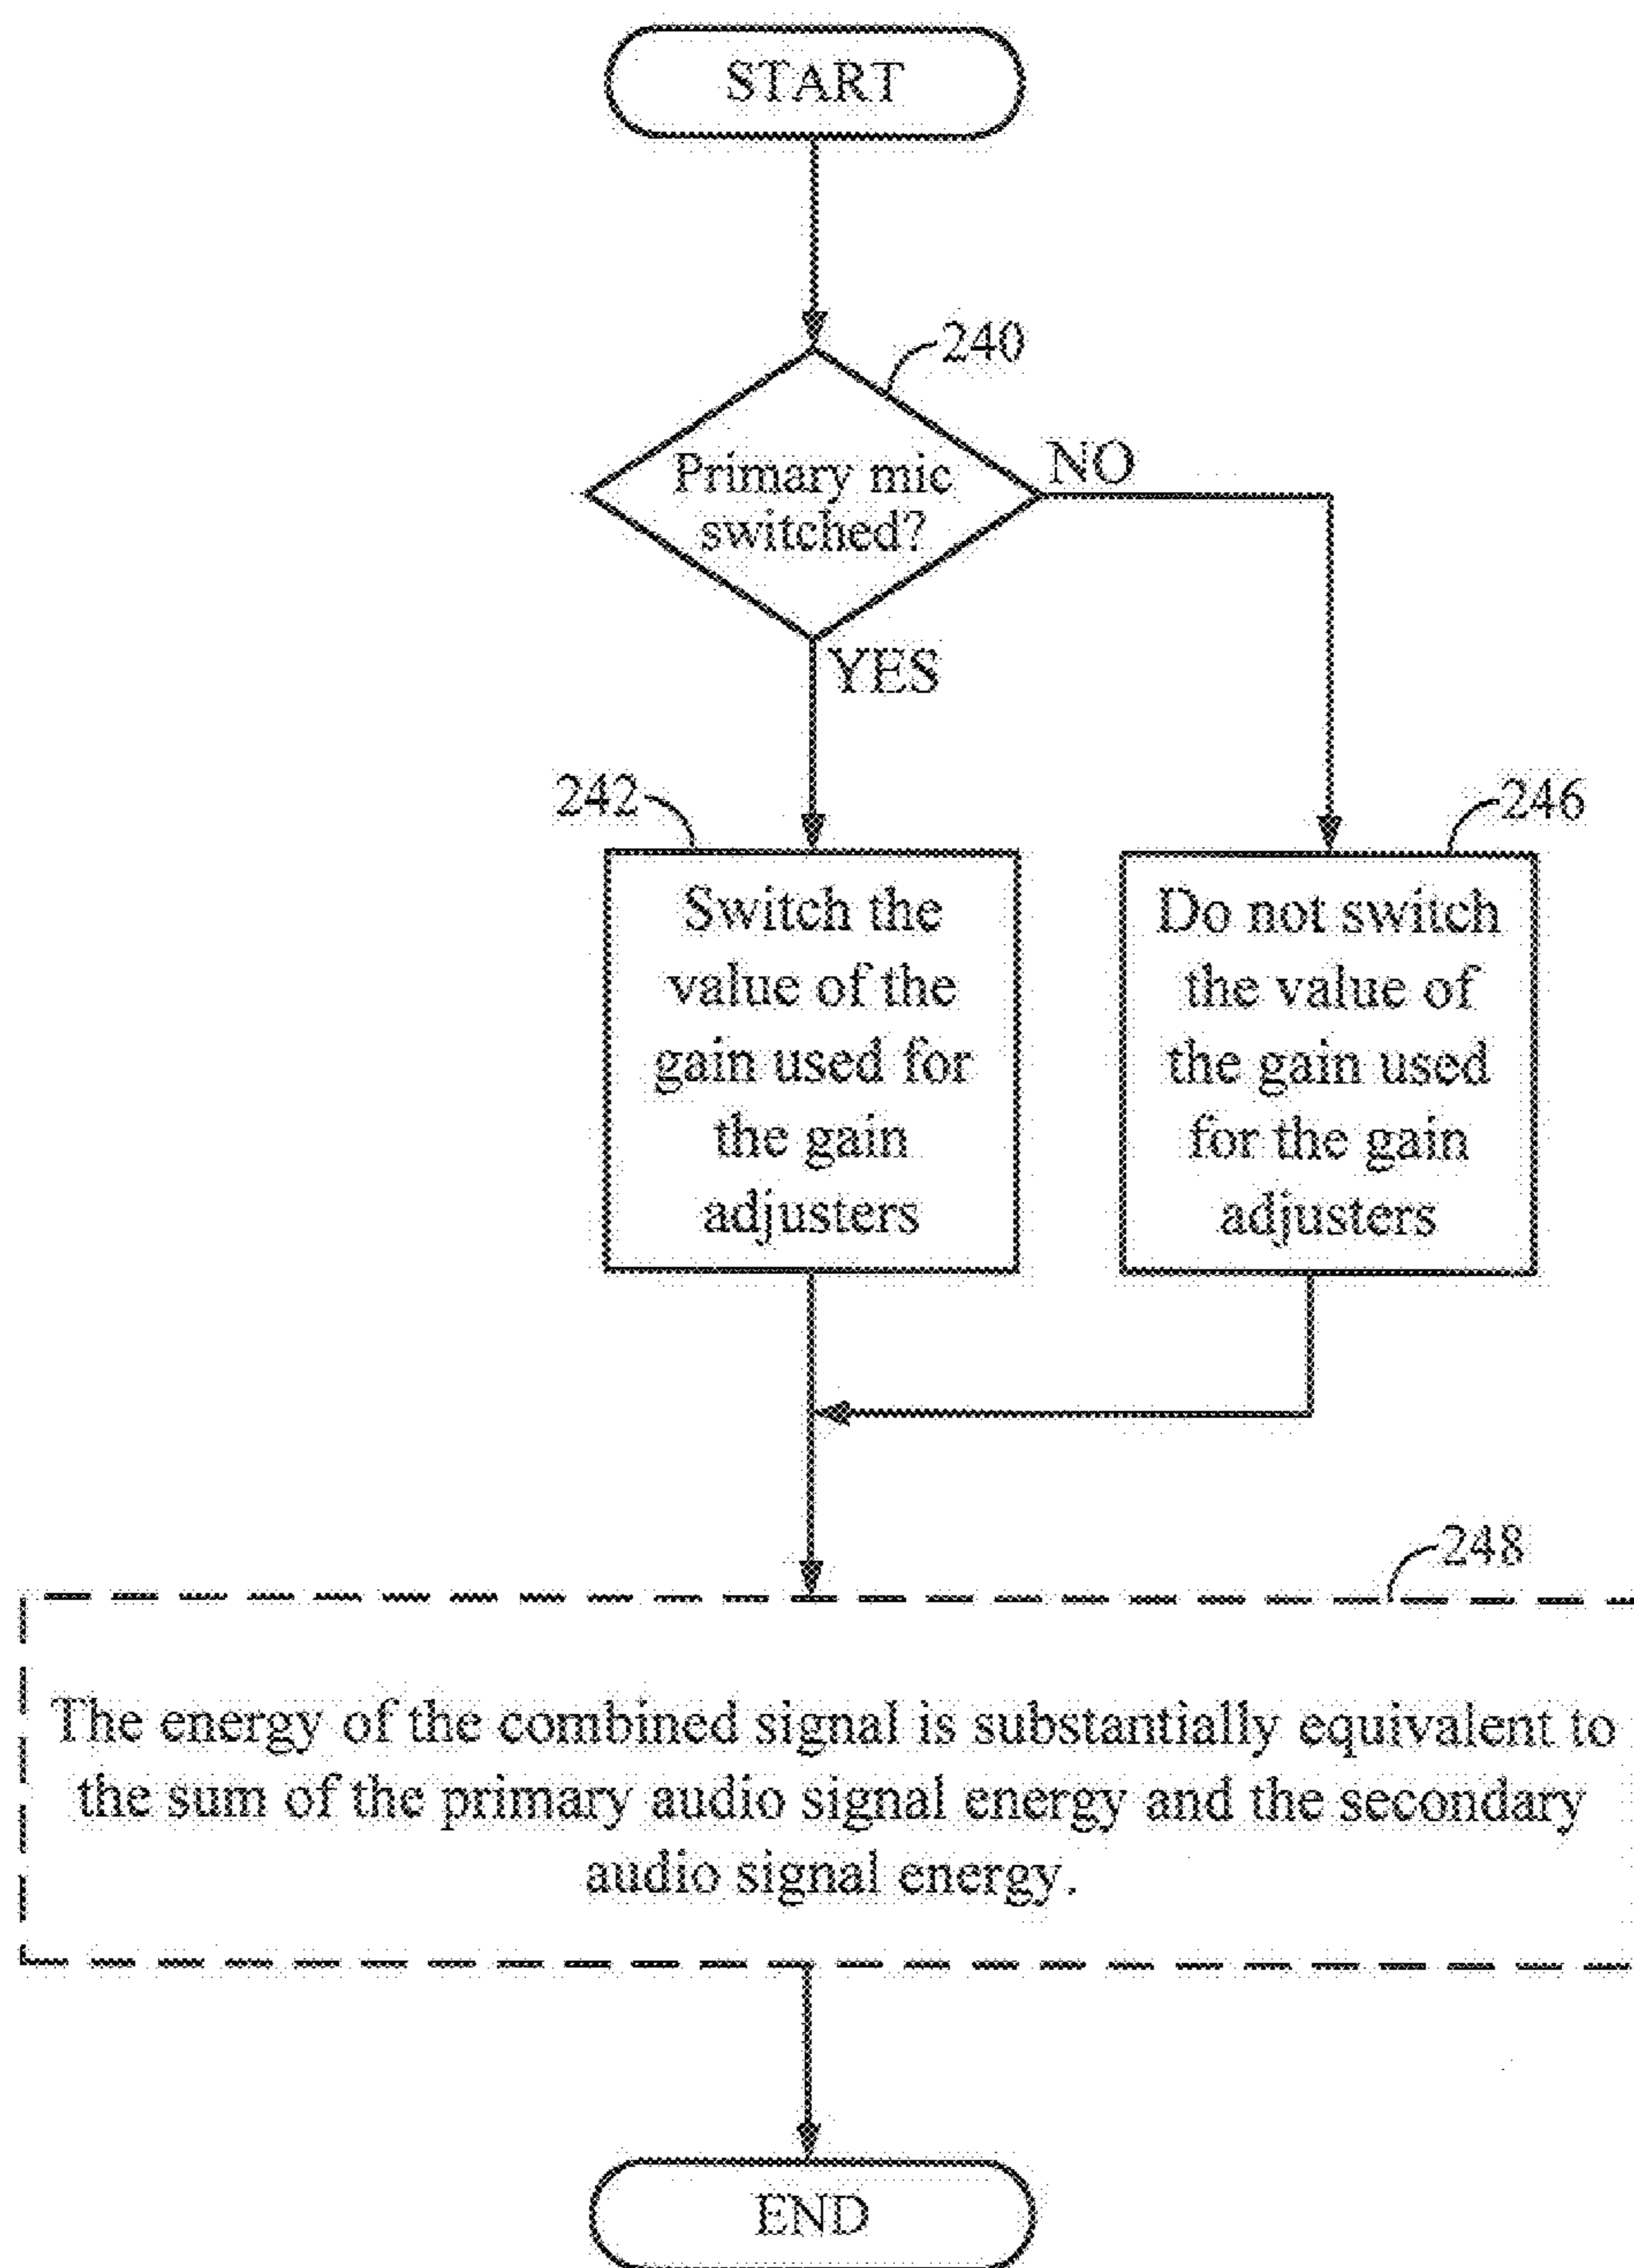 START
240
Primary mic
switched?
NO
YES
242
Switch the
value of the
gain used for
the gain
adjusters
246
Do not switch
the value of
the gain used
for the gain
adjusters
248
The energy of the combined signal is substantially equivalent to
the sum of the primary audio signal energy and the secondary
audio signal energy.
END